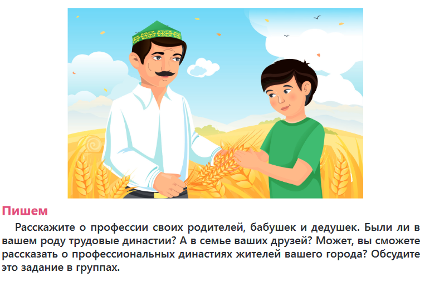 Пишем
Расскажите о профессии своих родителей, бабушек и дедушек. Были ли в
вашем роду трудовые династии? А в семье ваших друзей? Может, вы сможете
рассказать о профессиональных династиях жителей вашего города? Обсудите
это задание в группах.